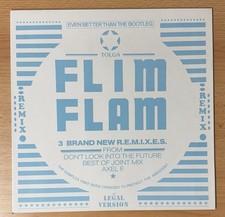 EVEN BETTER THAN THE BOOTLEG
TOLGA
FLIM
FLAM
REMIX
REMIX
3 BRAND NEW R.E.M.I.X.E.S.
FROM
DON'T LOOK INTO THE FUTURE
BEST OF JOINT MIX
AXEL F
LEGAL
VERSION